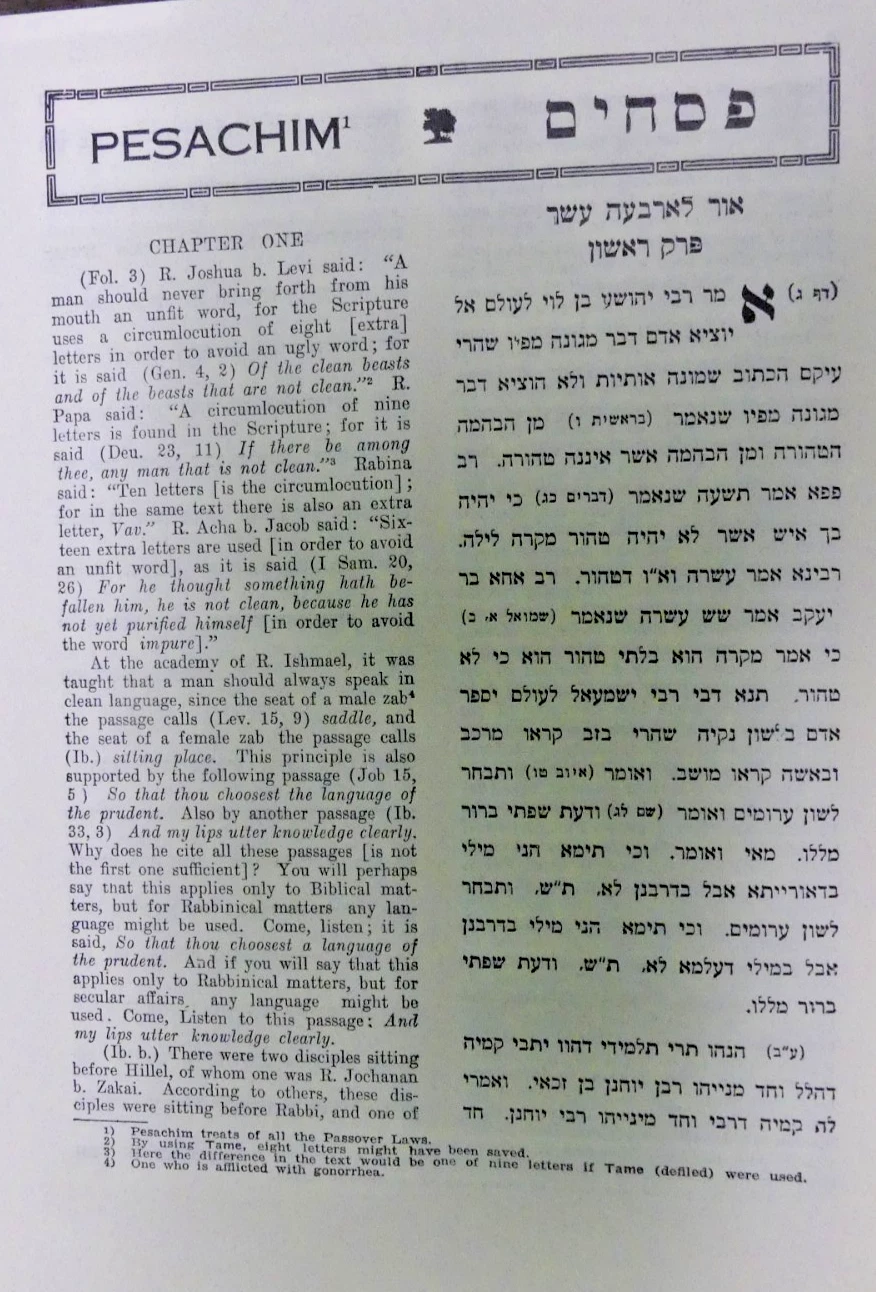 PESACHIM¹
פסחים
CHAPTER ONE
(Fol. 3) R. Joshua b. Levi said: "A
man should never bring forth from his
mouth an unfit word, for the Scripture
uses a circumlocution of eight [extra]
letters in order to avoid an ugly word; for
it is said (Gen. 4, 2) Of the clean beasts
and of the beasts that are not clean."² R.
Papa said: "A circumlocution of nine
letters is found in the Scripture; for it is
said (Deu. 23, 11) If there be among
thee, any man that is not clean."³ Rabina
said: "Ten letters [is the circumlocution];
for in the same text there is also an extra
letter, Vav." R. Acha b. Jacob said: "Six-
teen extra letters are used [in order to avoid
an unfit word], as it is said (I Sam. 20,
26) For he thought something hath be-
fallen him, he is not clean, because he has
not yet purified himself [in order to avoid
the word impure]."
At the academy of R. Ishmael, it was
taught that a man should always speak in
clean language, since the seat of a male zab⁴
the passage calls (Lev. 15, 9) saddle, and
the seat of a female zab the passage calls
(Ib.) sitting place. This principle is also
supported by the following passage (Job 15,
5 ) So that thou choosest the language of
the prudent. Also by another passage (Ib.
33, 3) And my lips utter knowledge clearly.
Why does he cite all these passages [is not
the first one sufficient]? You will perhaps
say that this applies only to Biblical mat-
ters, but for Rabbinical matters any lan-
guage might be used. Come, listen; it is
said, So that thou choosest a language of
the prudent. And if you will say that this
applies only to Rabbinical matters, but for
secular affairs any language might be
used. Come, Listen to this passage: And
my lips utter knowledge clearly.
(Ib. b.) There were two disciples sitting
before Hillel, of whom one was R. Jochanan
b. Zakai. According to others, these dis-
ciples were sitting before Rabbi, and one of
אור לארבעה עשר
פרק ראשון
(דף ג) אמר רבי יהושע בן לוי לעולם אל
יוציא אדם דבר מגונה מפיו שהרי
עיקם הכתוב שמונה אותיות ולא הוציא דבר
מגונה מפיו שנאמר (בראשית ו) מן הבהמה
הטהורה ומן הבהמה אשר איננה טהורה. רב
פפא אמר תשעה שנאמר (דברים כג) כי יהיה
בך איש אשר לא יהיה טהור מקרה לילה.
רבינא אמר עשרה וא"ו דטהור. רב אחא בר
יעקב אמר שש עשרה שנאמר (שמואל א, כ)
כי אמר מקרה הוא בלתי טהור הוא כי לא
טהור. תנא דבי רבי ישמעאל לעולם יספר
אדם בלשון נקיה שהרי בזב קראו מרכב
ובאשה קראו מושב. ואומר (איוב טו) ותבחר
לשון ערומים ואומר (שם לג) ודעת שפתי ברור
מללו. מאי ואומר. וכי תימא הני מילי
בדאורייתא אבל בדרבנן לא, ת"ש, ותבחר
לשון ערומים. וכי תימא הני מילי בדרבנן
אבל במילי דעלמא לא, ת"ש, ודעת שפתי
ברור מללו.
(ע"ב) הנהו תרי תלמידי דהוו יתבי קמיה
דהלל וחד מנייהו רבן יוחנן בן זכאי. ואמרי
לה קמיה דרבי וחד מינייהו רבי יוחנן. חד
1) Pesachim treats of all the Passover Laws.
2) By using Tame, eight letters might have been saved.
3) Here the difference in the text would be one of nine letters if Tame (defiled) were used.
4) One who is afflicted with gonorrhea.